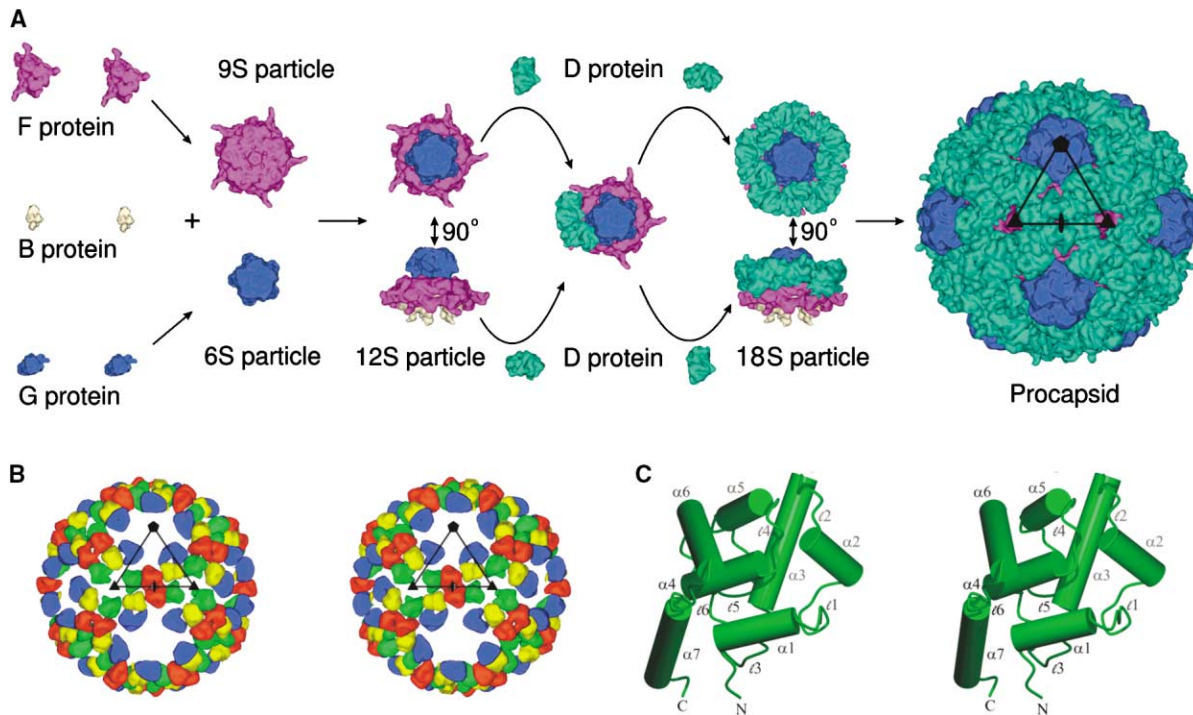 A
9S particle
D protein
F protein
B protein
+
90°
90°
G protein
6S particle
12S particle
D protein
18S particle
Procapsid
B
C
α6
α5
ℓ4
ℓ2
α2
α4
ℓ6
ℓ5
α3
ℓ1
α1
α7
ℓ3
C
N
α6
α5
ℓ4
ℓ2
α2
α4
ℓ6
ℓ5
α3
ℓ1
α1
α7
ℓ3
C
N